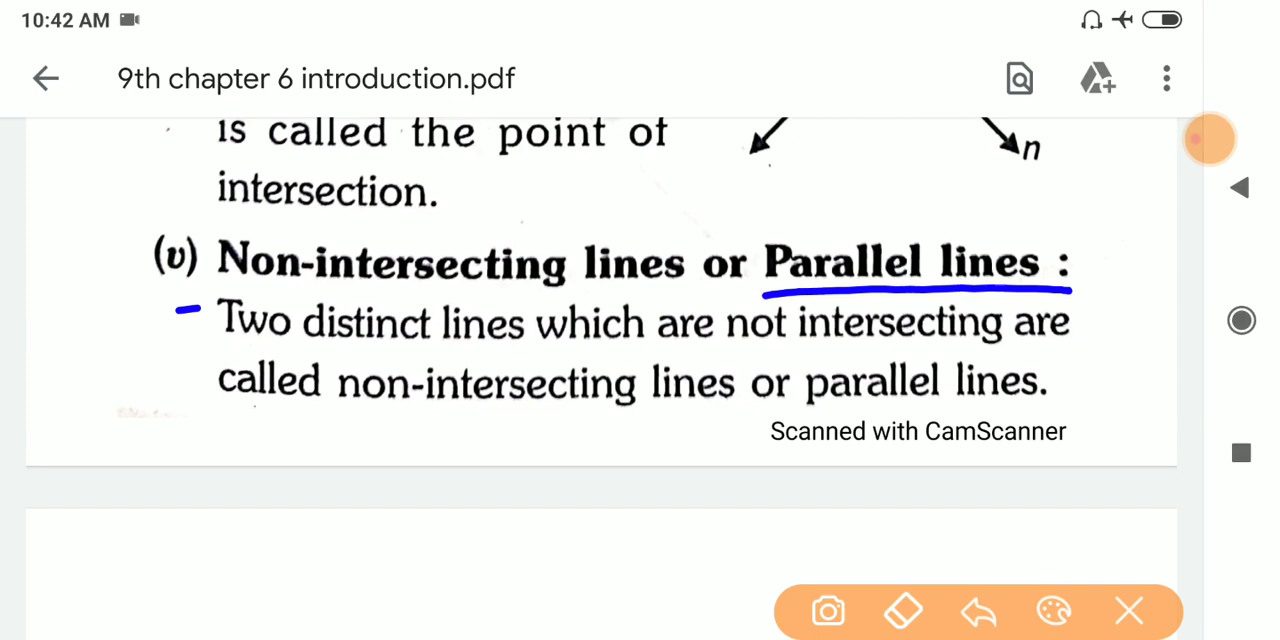 10:42 AM
9th chapter 6 introduction.pdf
is called the point of
n
intersection.
(v) Non-intersecting lines or Parallel lines :
Two distinct lines which are not intersecting are
called non-intersecting lines or parallel lines.
Scanned with CamScanner